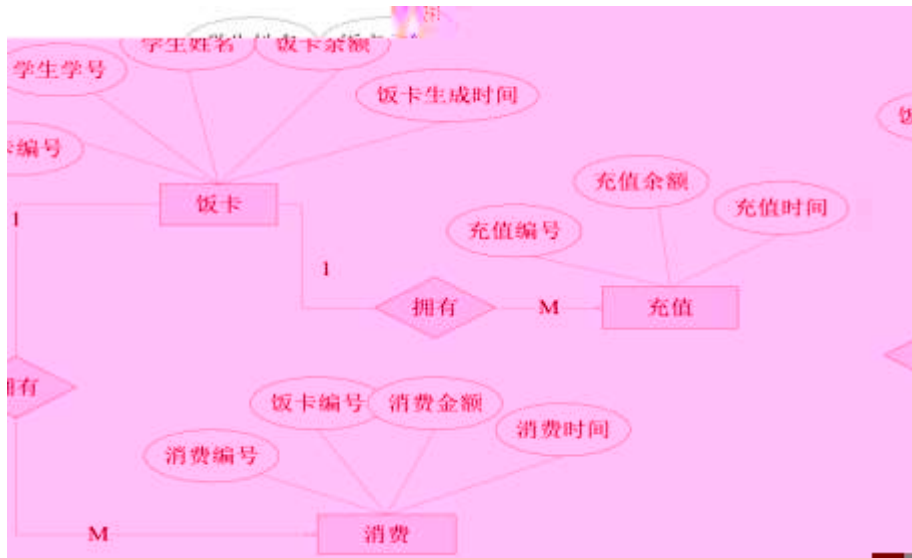 学生姓名
饭卡余额
学生学号
饭卡生成时间
卡编号
饭卡
充值余额
充值时间
充值编号
1
1
拥有
M
充值
拥有
饭卡编号
消费金额
消费时间
消费编号
M
消费